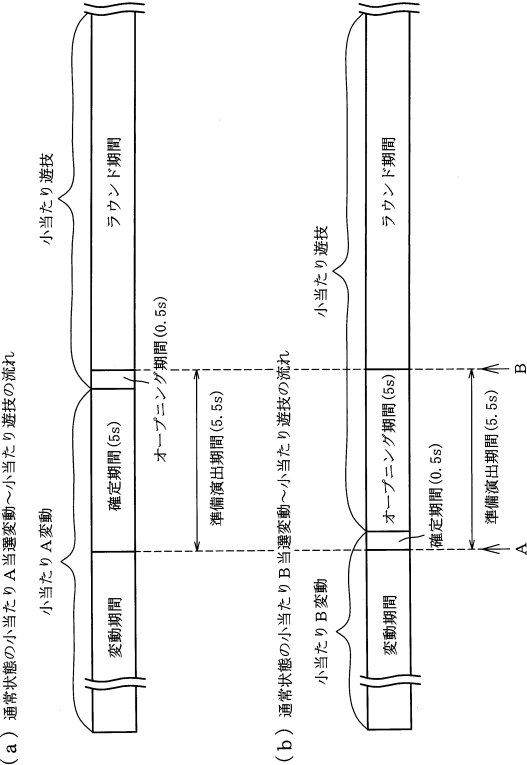 (a) 通常状態の小当たりA当選変動〜小当たり遊技の流れ
小当たりA変動
小当たり遊技
変動期間
確定期間(5s)
ラウンド期間
オープニング期間(0.5s)
準備演出期間(5.5s)
(b) 通常状態の小当たりB当選変動〜小当たり遊技の流れ
小当たりB変動
小当たり遊技
変動期間
オープニング期間(5s)
ラウンド期間
確定期間(0.5s)
準備演出期間(5.5s)
A
B